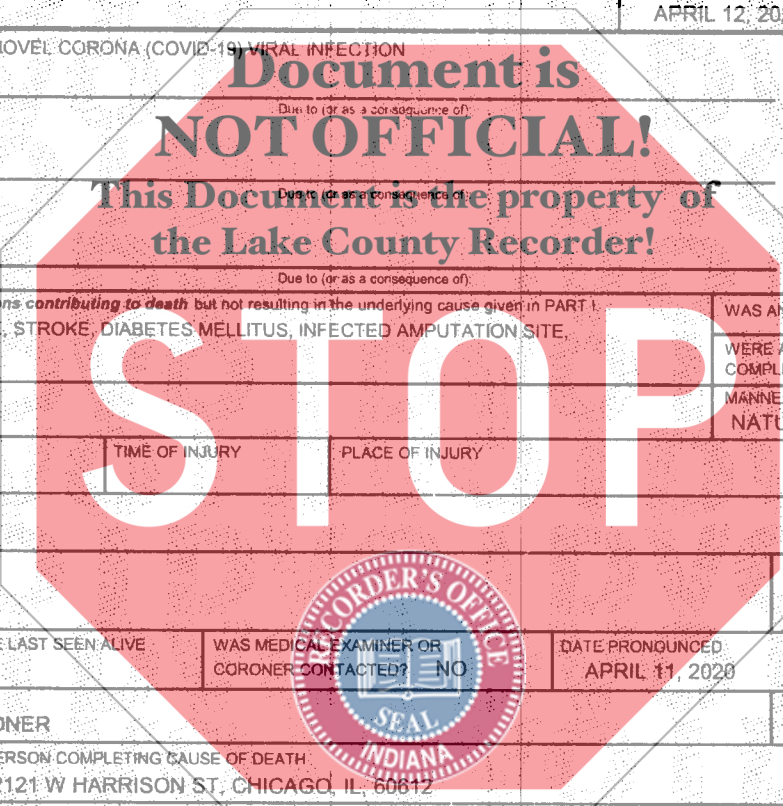 APRIL 12, 20
NOVEL CORONA (COVID-19) VIRAL INFECTION
Document is
Due to (or as a consequence of)
NOT OFFICIAL!
This Document is the property of
Due to (or as a consequence of)
the Lake County Recorder!
Due to (or as a consequence of):
ns contributing to death but not resulting in the underlying cause given in PART I.
WAS AN
, STROKE, DIABETES MELLITUS, INFECTED AMPUTATION SITE,
WERE A
COMPL
MANNE
NATU
STOP
TIME OF INJURY
PLACE OF INJURY
E LAST SEEN ALIVE
WAS MEDICAL EXAMINER OR
CORONER CONTACTED? NO
DATE PRONOUNCED
APRIL 11, 2020
RECORDER'S OFFICE
SEAL
INDIANA
ONER
ERSON COMPLETING CAUSE OF DEATH
2121 W HARRISON ST, CHICAGO, IL, 60612